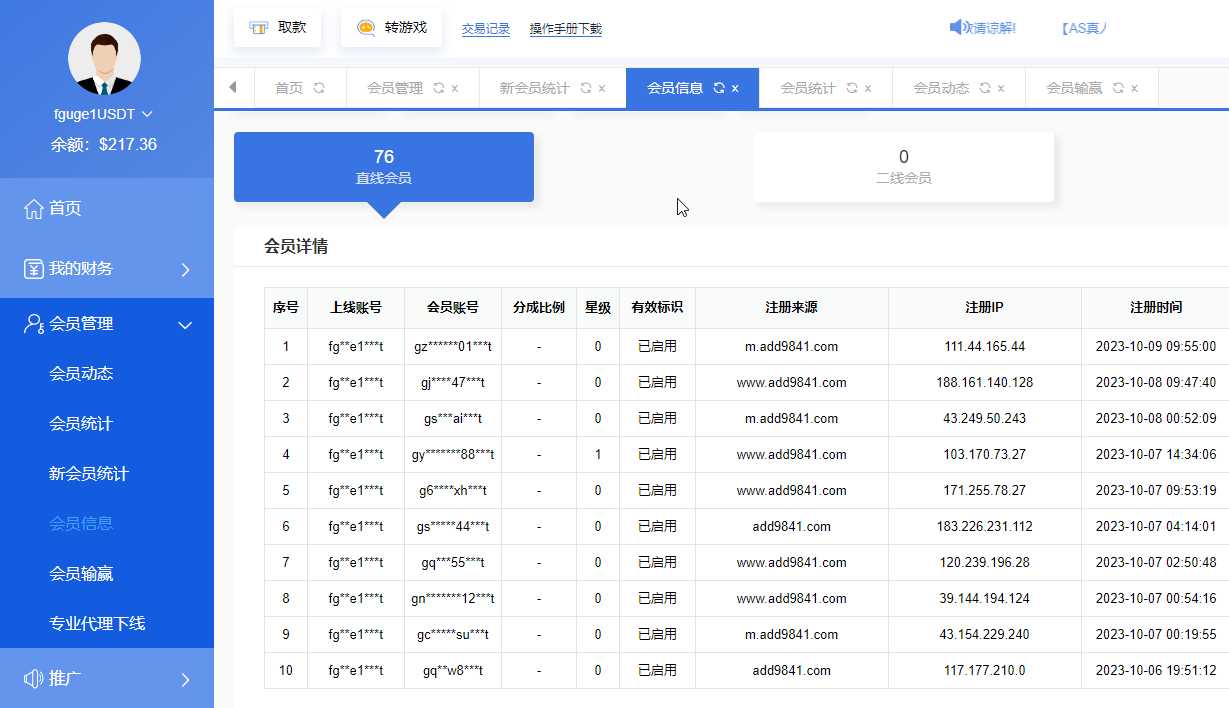 取款
转游戏
交易记录
操作手册下载
请谅解!
【AS真人
fguge1USDT
余额：$217.36
首页
我的财务
会员管理
会员动态
会员统计
新会员统计
会员信息
会员输赢
专业代理下线
推广
首页 会员管理 新会员统计 会员信息 会员统计 会员动态 会员输赢
76
直线会员
0
二线会员
会员详情
序号 上线账号 会员账号 分成比例 星级 有效标识 注册来源 注册IP 注册时间
1 fg**e1***t gz******01***t - 0 已启用 m.add9841.com 111.44.165.44 2023-10-09 09:55:00
2 fg**e1***t gj****47***t - 0 已启用 www.add9841.com 188.161.140.128 2023-10-08 09:47:40
3 fg**e1***t gs***ai***t - 0 已启用 m.add9841.com 43.249.50.243 2023-10-08 00:52:09
4 fg**e1***t gy*******88***t - 1 已启用 www.add9841.com 103.170.73.27 2023-10-07 14:34:06
5 fg**e1***t g6****xh***t - 0 已启用 www.add9841.com 171.255.78.27 2023-10-07 09:53:19
6 fg**e1***t gs*****44***t - 0 已启用 add9841.com 183.226.231.112 2023-10-07 04:14:01
7 fg**e1***t gq***55***t - 0 已启用 www.add9841.com 120.239.196.28 2023-10-07 02:50:48
8 fg**e1***t gn*******12***t - 0 已启用 www.add9841.com 39.144.194.124 2023-10-07 00:54:16
9 fg**e1***t gc*****su***t - 0 已启用 m.add9841.com 43.154.229.240 2023-10-07 00:19:55
10 fg**e1***t gq**w8***t - 0 已启用 add9841.com 117.177.210.0 2023-10-06 19:51:12